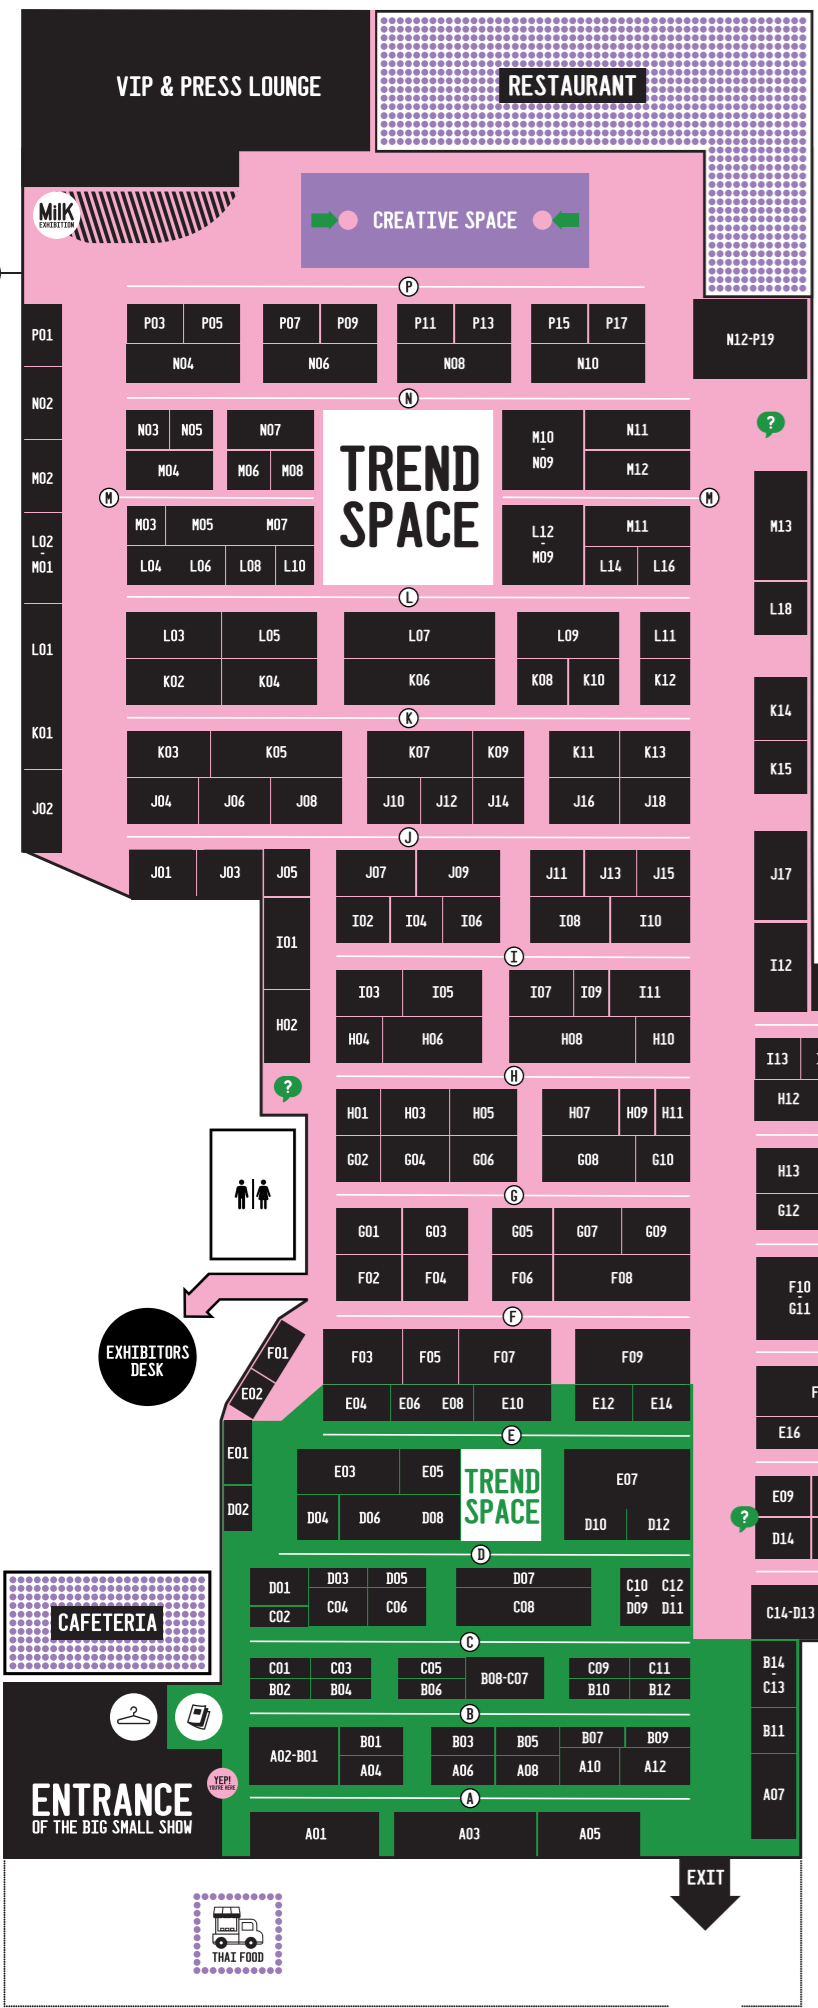 VIP & PRESS LOUNGE
RESTAURANT
MilK
EXHIBITION
CREATIVE SPACE
P
P01
P03 P05 P07 P09 P11 P13 P15 P17
N12-P19
N04 N06 N08 N10
N
N02
N03 N05 N07
TREND
SPACE
M10
-
N09
N11
?
M04 M06 M08
M12
M02
M M
M13
M03 M05 M07
L12
-
M09
M11
L02
-
M01
L04 L06 L08 L10
L14 L16
L
L18
L01
L03 L05 L07 L09 L11
K02 K04 K06 K08 K10 K12
K14
K
K01
K03 K05 K07 K09 K11 K13
K15
J02
J04 J06 J08 J10 J12 J14 J16 J18
J
J01 J03 J05 J07 J09 J11 J13 J15
J17
I02 I04 I06 I08 I10
I01
I
I12
I03 I05 I07 I09 I11
H02
H04 H06 H08 H10
I13
H
?
H12
H01 H03 H05 H07 H09 H11
G02 G04 G06 G08 G10
H13
G
G12
G01 G03 G05 G07 G09
F02 F04 F06 F08
F10
-
G11
F
EXHIBITORS
DESK
F01
F03 F05 F07 F09
E02
E04 E06 E08 E10 E12 E14
E16
E
E01
E03 E05
TREND
SPACE
E07
E09
D02
D04 D06 D08
D10 D12
?
D14
D
D01
D03 D05 D07
C10
-
D09
C12
-
D11
C02
C04 C06 C08
C14-D13
CAFETERIA
C
C01 C03 C05
B08-C07
C09 C11
B14
-
C13
B02 B04 B06
B10 B12
B
A02-B01
B01 B03 B05 B07 B09
B11
A04 A06 A08 A10 A12
YEP!
YOU'RE HERE
A
A07
ENTRANCE
OF THE BIG SMALL SHOW
A01 A03 A05
EXIT
THAI FOOD